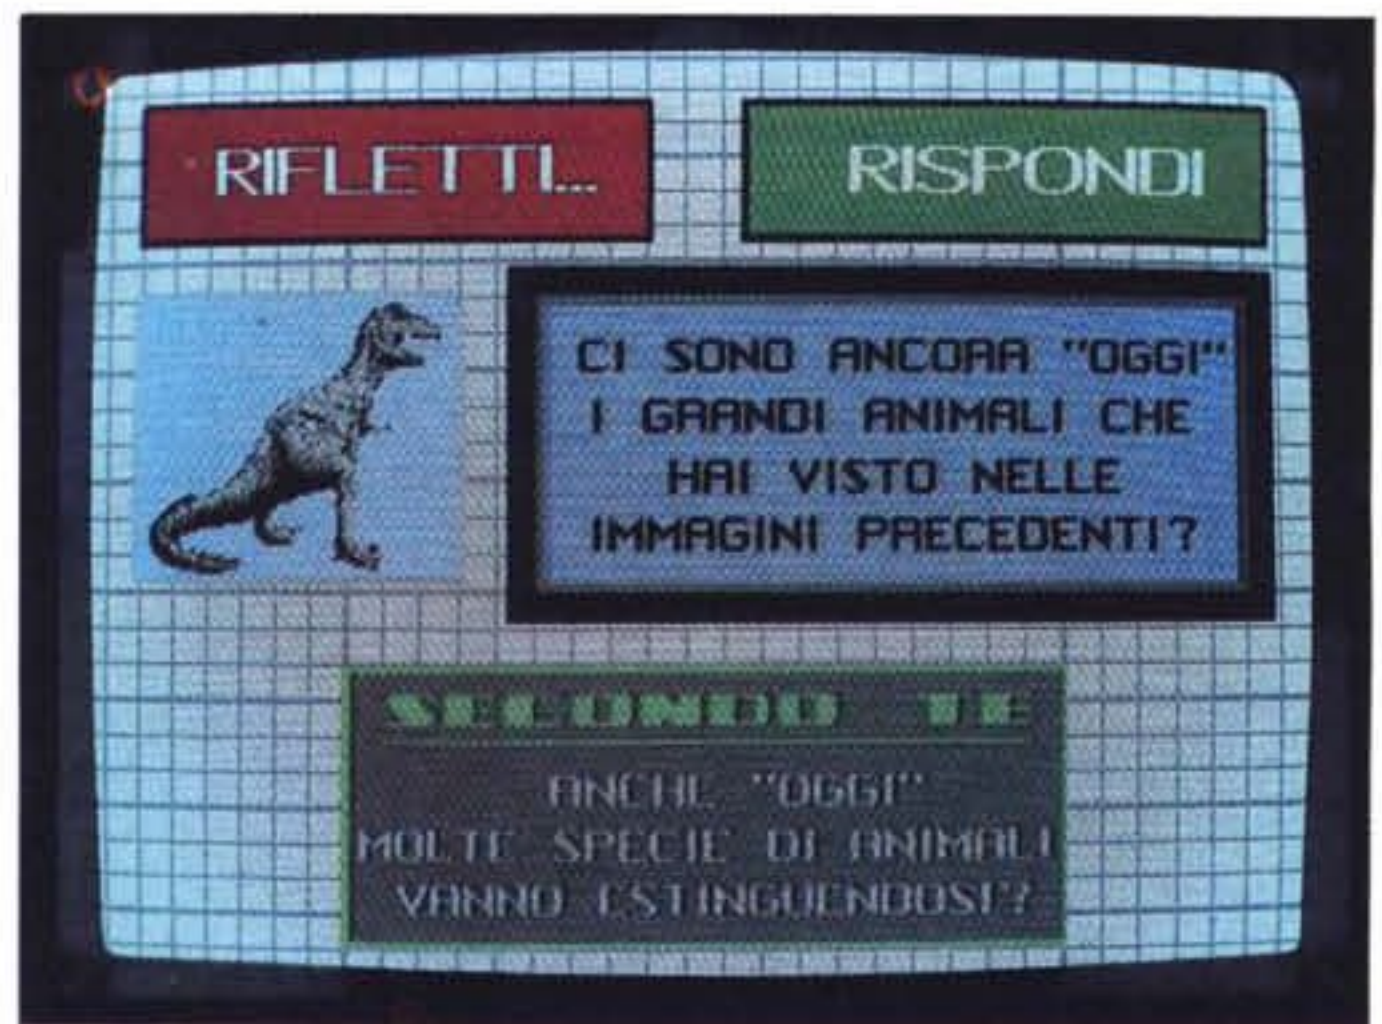 RIFLETTI...
RISPONDI
CI SONO ANCORA "OGGI"
I GRANDI ANIMALI CHE
HAI VISTO NELLE
IMMAGINI PRECEDENTI?
SECONDO TE
ANCHE "OGGI"
MOLTE SPECIE DI ANIMALI
VANNO ESTINGUENDOSI?